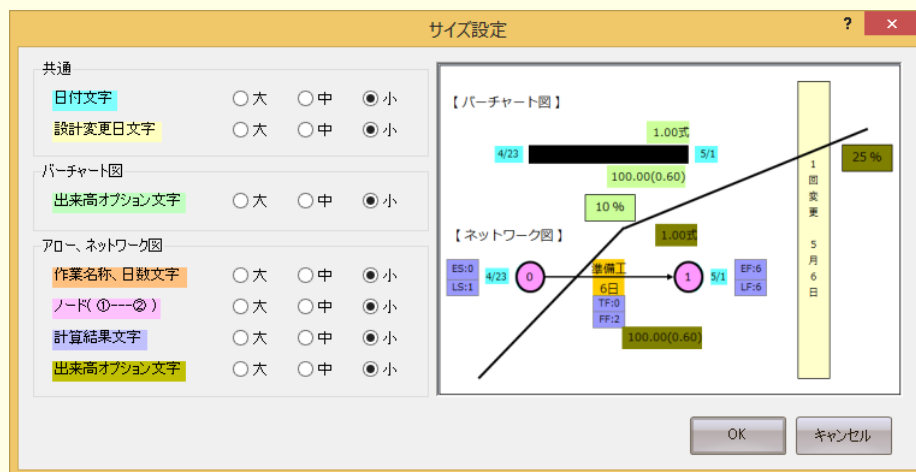 サイズ設定
?
×
共通
日付文字 大 中 小
設計変更日文字 大 中 小
バーチャート図
出来高オプション文字 大 中 小
アロー、ネットワーク図
作業名称、日数文字 大 中 小
ノード( ①---② ) 大 中 小
計算結果文字 大 中 小
出来高オプション文字 大 中 小
【 バーチャート図 】
1.00式
4/23
5/1
100.00(0.60)
10 %
25 %
1回変更 5月6日
【 ネットワーク図 】
1.00式
ES:0
LS:1
4/23
0
準備工
6日
1
5/1
EF:6
LF:6
TF:0
FF:2
100.00(0.60)
OK
キャンセル